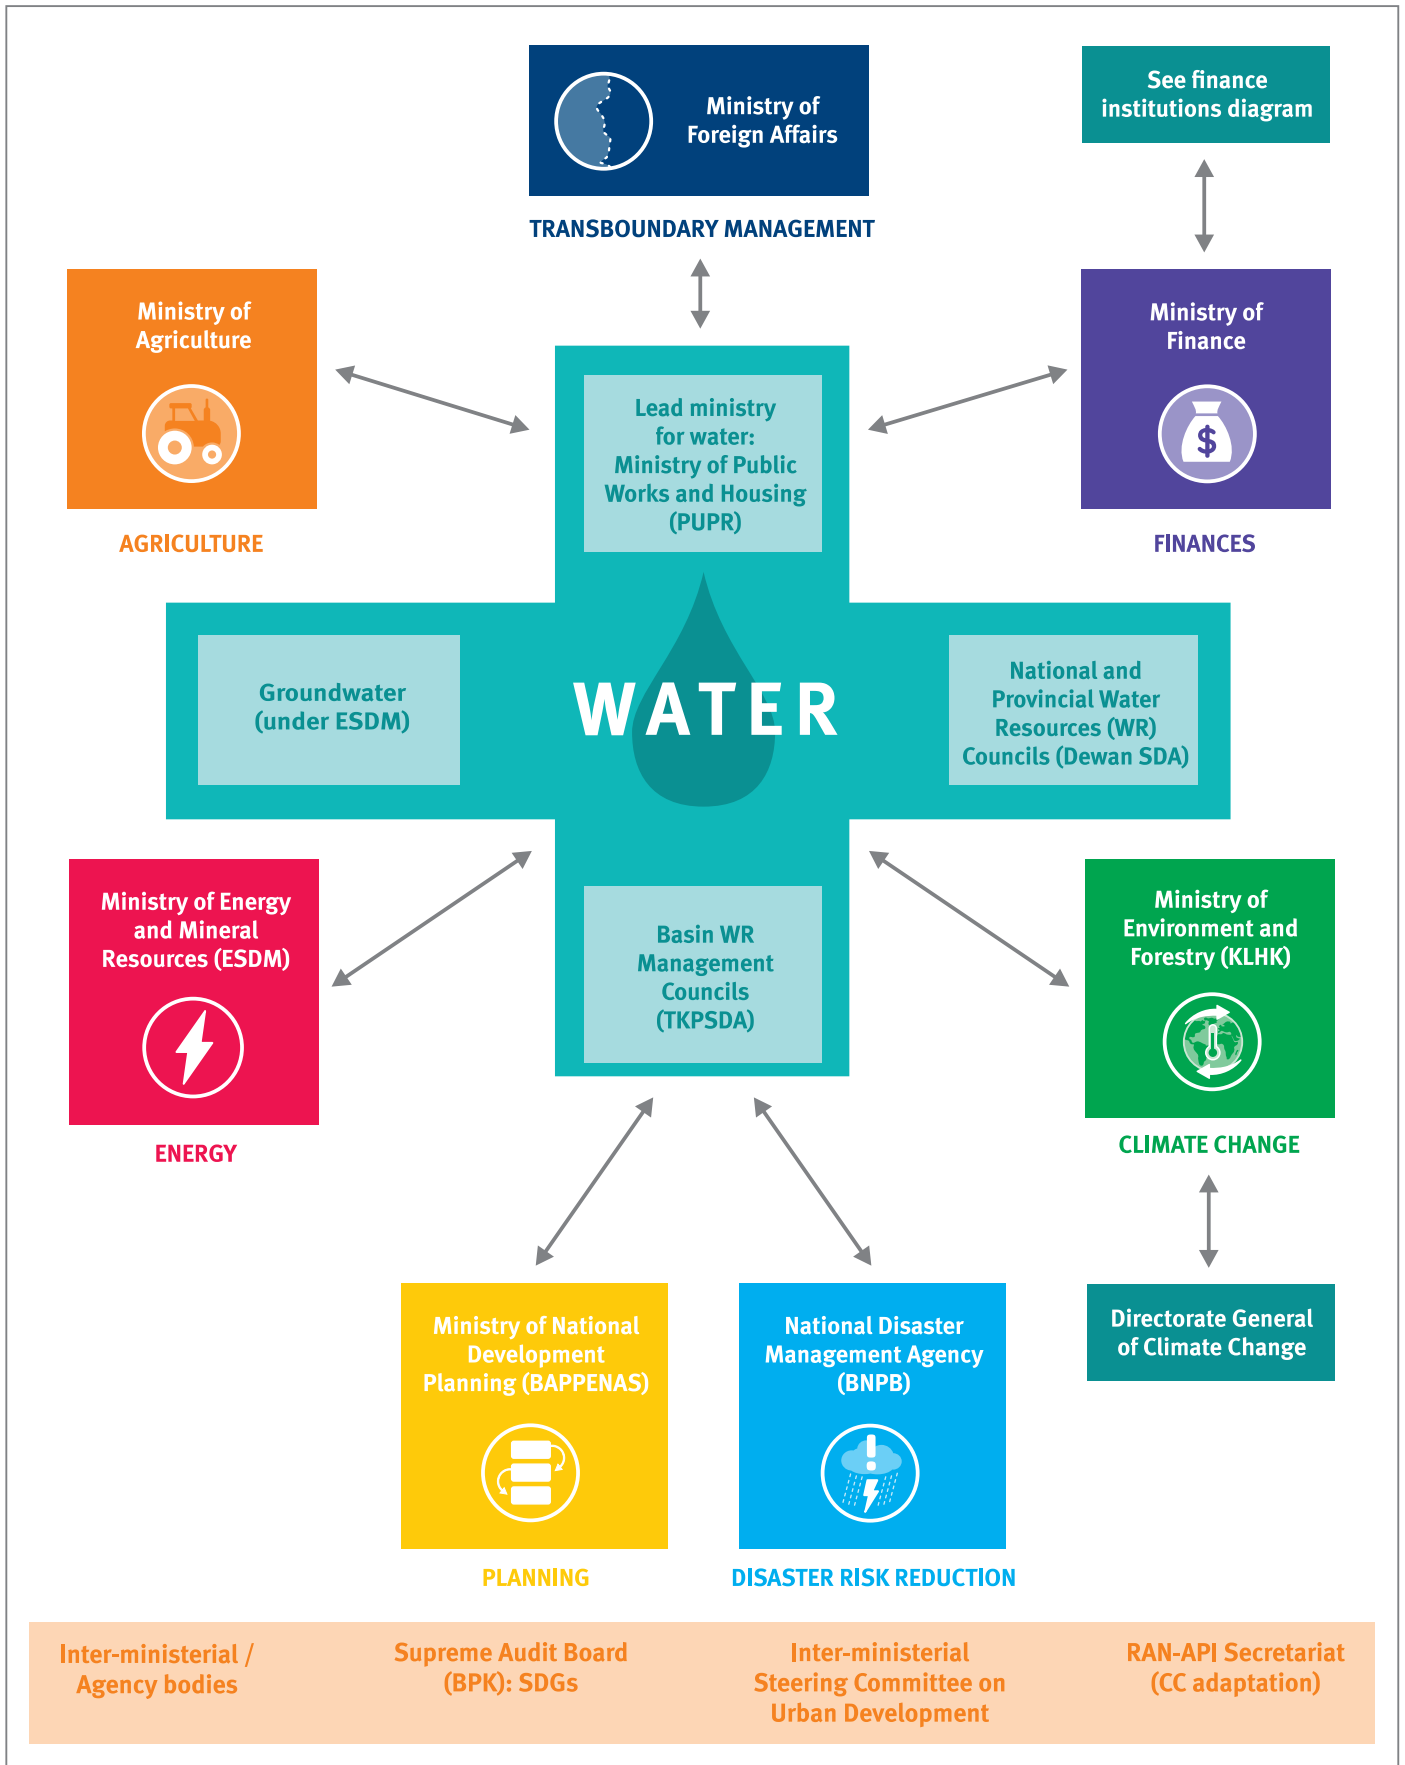 Ministry of
Foreign Affairs
TRANSBOUNDARY MANAGEMENT
See finance
institutions diagram
Ministry of
Agriculture
AGRICULTURE
Ministry of
Finance
$
FINANCES
Lead ministry
for water:
Ministry of Public
Works and Housing
(PUPR)
Groundwater
(under ESDM)
WATER
National and
Provincial Water
Resources (WR)
Councils (Dewan SDA)
Basin WR
Management
Councils
(TKPSDA)
Ministry of Energy
and Mineral
Resources (ESDM)
ENERGY
Ministry of
Environment and
Forestry (KLHK)
CLIMATE CHANGE
Directorate General
of Climate Change
Ministry of National
Development
Planning (BAPPENAS)
PLANNING
National Disaster
Management Agency
(BNPB)
!
DISASTER RISK REDUCTION
Inter-ministerial /
Agency bodies
Supreme Audit Board
(BPK): SDGs
Inter-ministerial
Steering Committee on
Urban Development
RAN-API Secretariat
(CC adaptation)